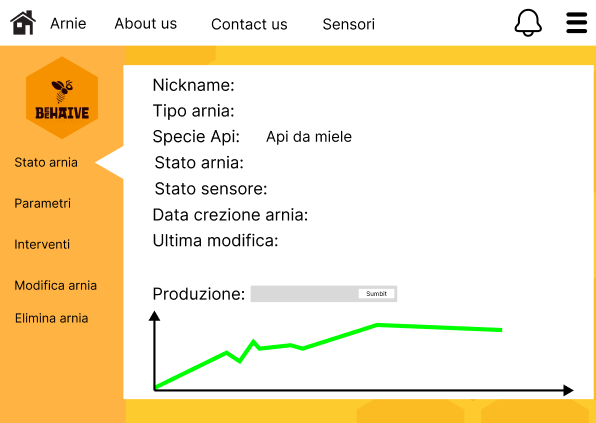 Arnie About us Contact us Sensori
BEEHAIVE
Stato arnia
Parametri
Interventi
Modifica arnia
Elimina arnia
Nickname:
Tipo arnia:
Specie Api: Api da miele
Stato arnia:
Stato sensore:
Data crezione arnia:
Ultima modifica:
Produzione: Sumbit